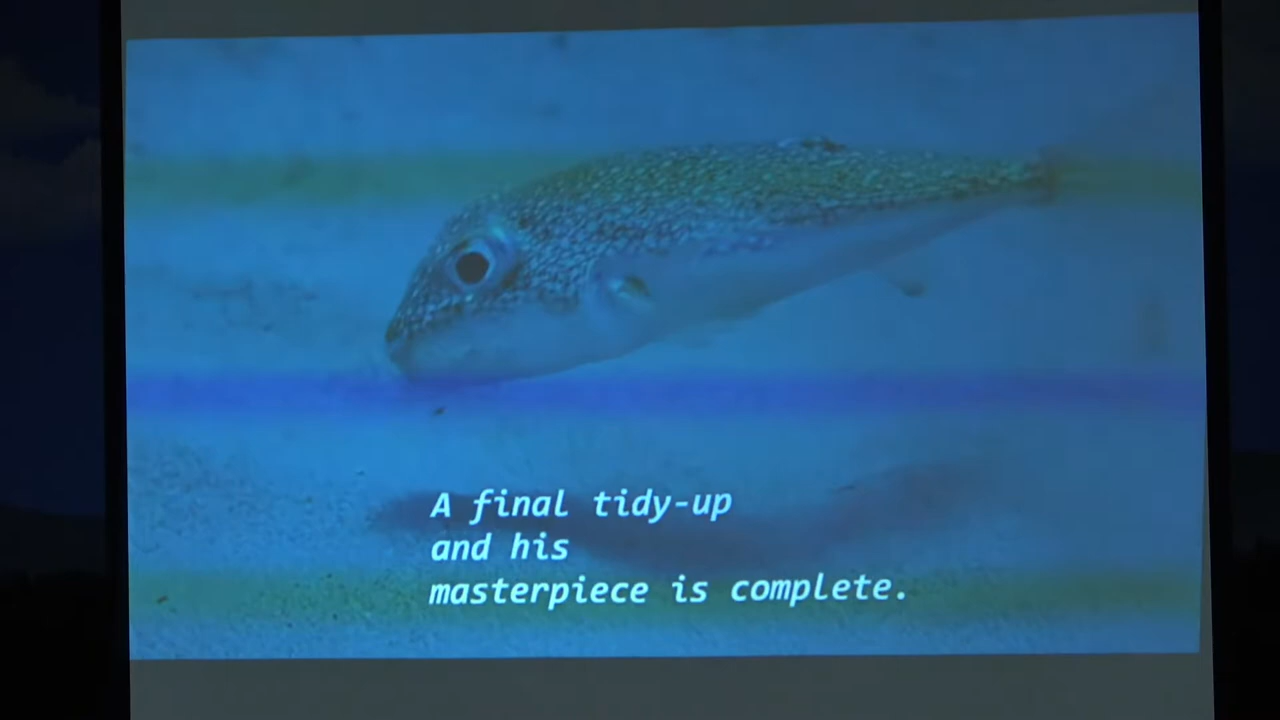 A final tidy-up
and his
masterpiece is complete.